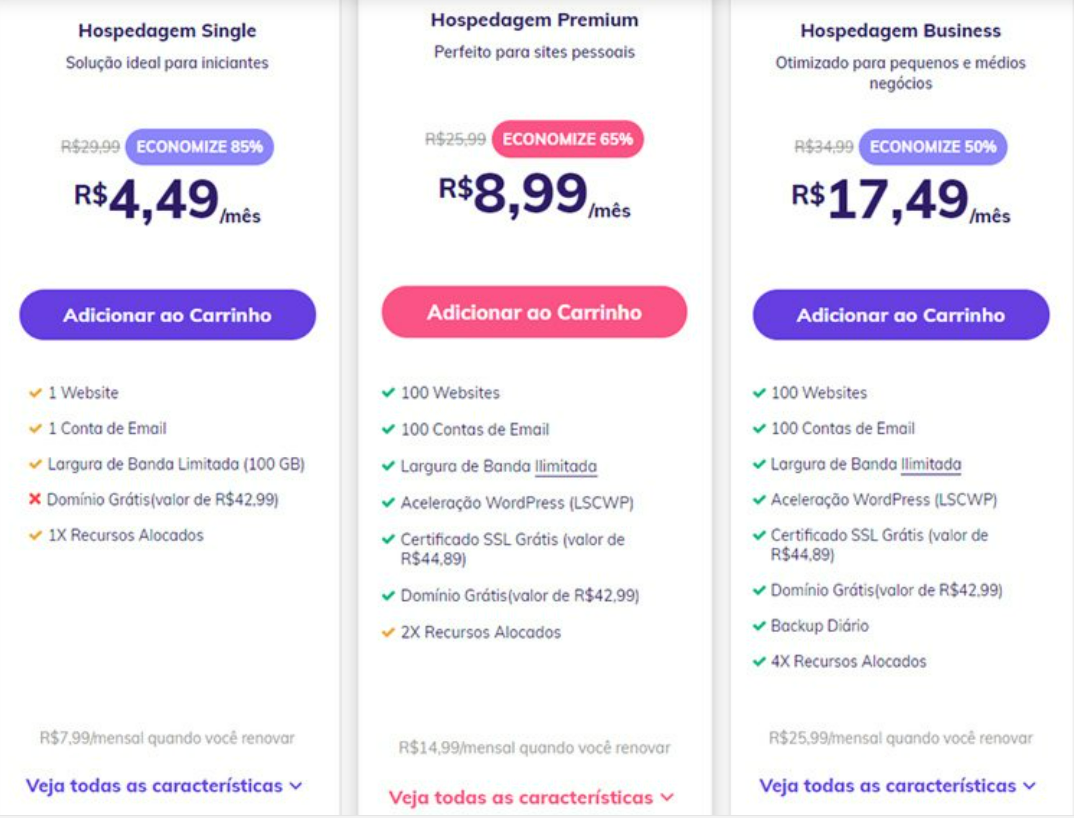 Hospedagem Single
Solução ideal para iniciantes
R$29,99 ECONOMIZE 85%
R$4,49/mês
Adicionar ao Carrinho
1 Website
1 Conta de Email
Largura de Banda Limitada (100 GB)
Domínio Grátis(valor de R$42,99)
1X Recursos Alocados
R$7,99/mensal quando você renovar
Veja todas as características
Hospedagem Premium
Perfeito para sites pessoais
R$25,99 ECONOMIZE 65%
R$8,99/mês
Adicionar ao Carrinho
100 Websites
100 Contas de Email
Largura de Banda Ilimitada
Aceleração WordPress (LSCWP)
Certificado SSL Grátis (valor de
R$44,89)
Domínio Grátis(valor de R$42,99)
2X Recursos Alocados
R$14,99/mensal quando você renovar
Veja todas as características
Hospedagem Business
Otimizado para pequenos e médios
negócios
R$34,99 ECONOMIZE 50%
R$17,49/mês
Adicionar ao Carrinho
100 Websites
100 Contas de Email
Largura de Banda Ilimitada
Aceleração WordPress (LSCWP)
Certificado SSL Grátis (valor de
R$44,89)
Domínio Grátis(valor de R$42,99)
Backup Diário
4X Recursos Alocados
R$25,99/mensal quando você renovar
Veja todas as características